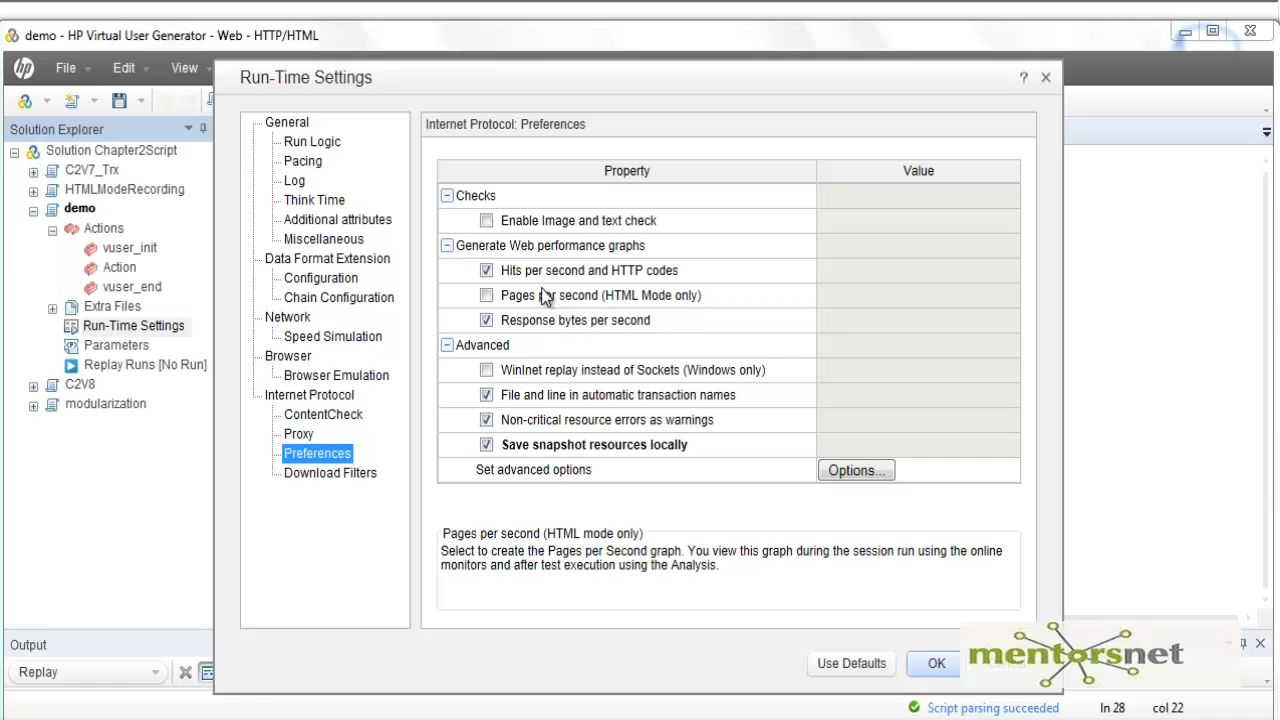 demo - HP Virtual User Generator - Web - HTTP/HTML
hp File Edit View
Run-Time Settings
Solution Explorer
Solution Chapter2Script
C2V7_Trx
HTMLModeRecording
demo
Actions
vuser_init
Action
vuser_end
Extra Files
Run-Time Settings
Parameters
Replay Runs [No Run]
C2V8
modularization
General
Run Logic
Pacing
Log
Think Time
Additional attributes
Miscellaneous
Data Format Extension
Configuration
Chain Configuration
Network
Speed Simulation
Browser
Browser Emulation
Internet Protocol
ContentCheck
Proxy
Preferences
Download Filters
Internet Protocol: Preferences
Property Value
Checks
Enable Image and text check
Generate Web performance graphs
Hits per second and HTTP codes
Pages per second (HTML Mode only)
Response bytes per second
Advanced
WinInet replay instead of Sockets (Windows only)
File and line in automatic transaction names
Non-critical resource errors as warnings
Save snapshot resources locally
Set advanced options Options...
Pages per second (HTML mode only)
Select to create the Pages per Second graph. You view this graph during the session run using the online
monitors and after test execution using the Analysis.
Use Defaults OK
mentorsnet
Output
Replay
Script parsing succeeded ln 28 col 22